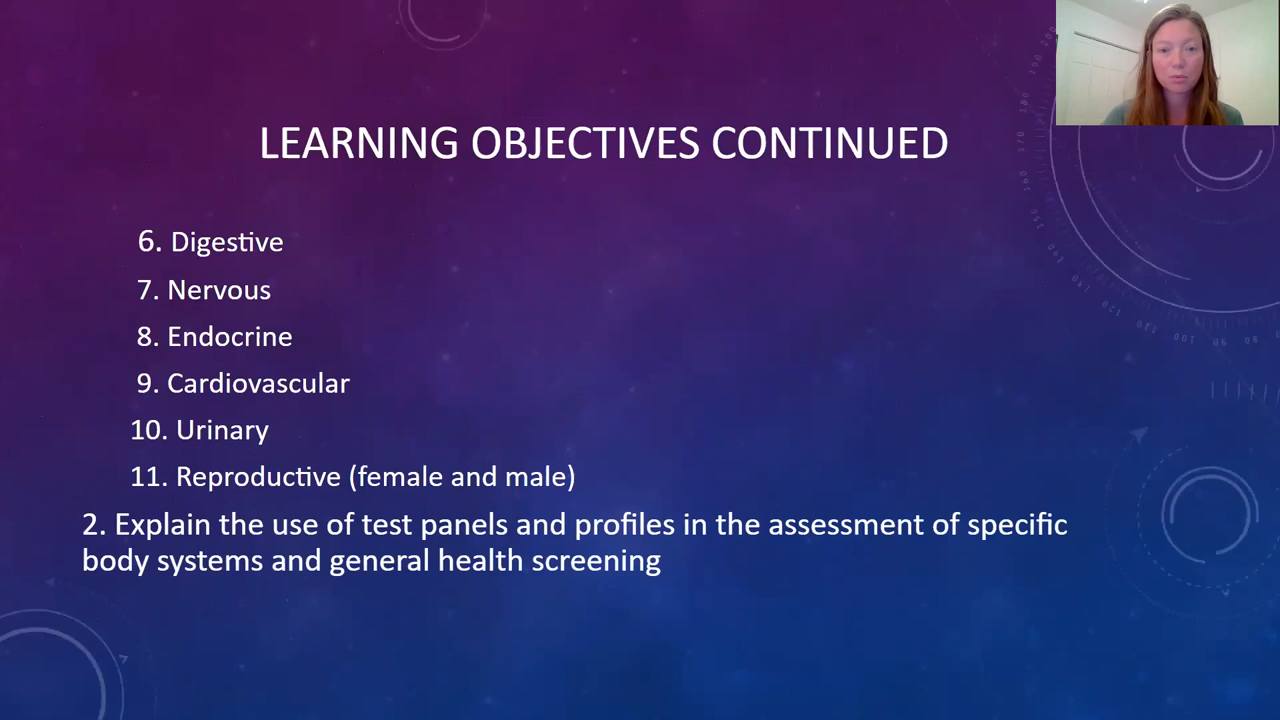 LEARNING OBJECTIVES CONTINUED
6. Digestive
7. Nervous
8. Endocrine
9. Cardiovascular
10. Urinary
11. Reproductive (female and male)
2. Explain the use of test panels and profiles in the assessment of specific
body systems and general health screening